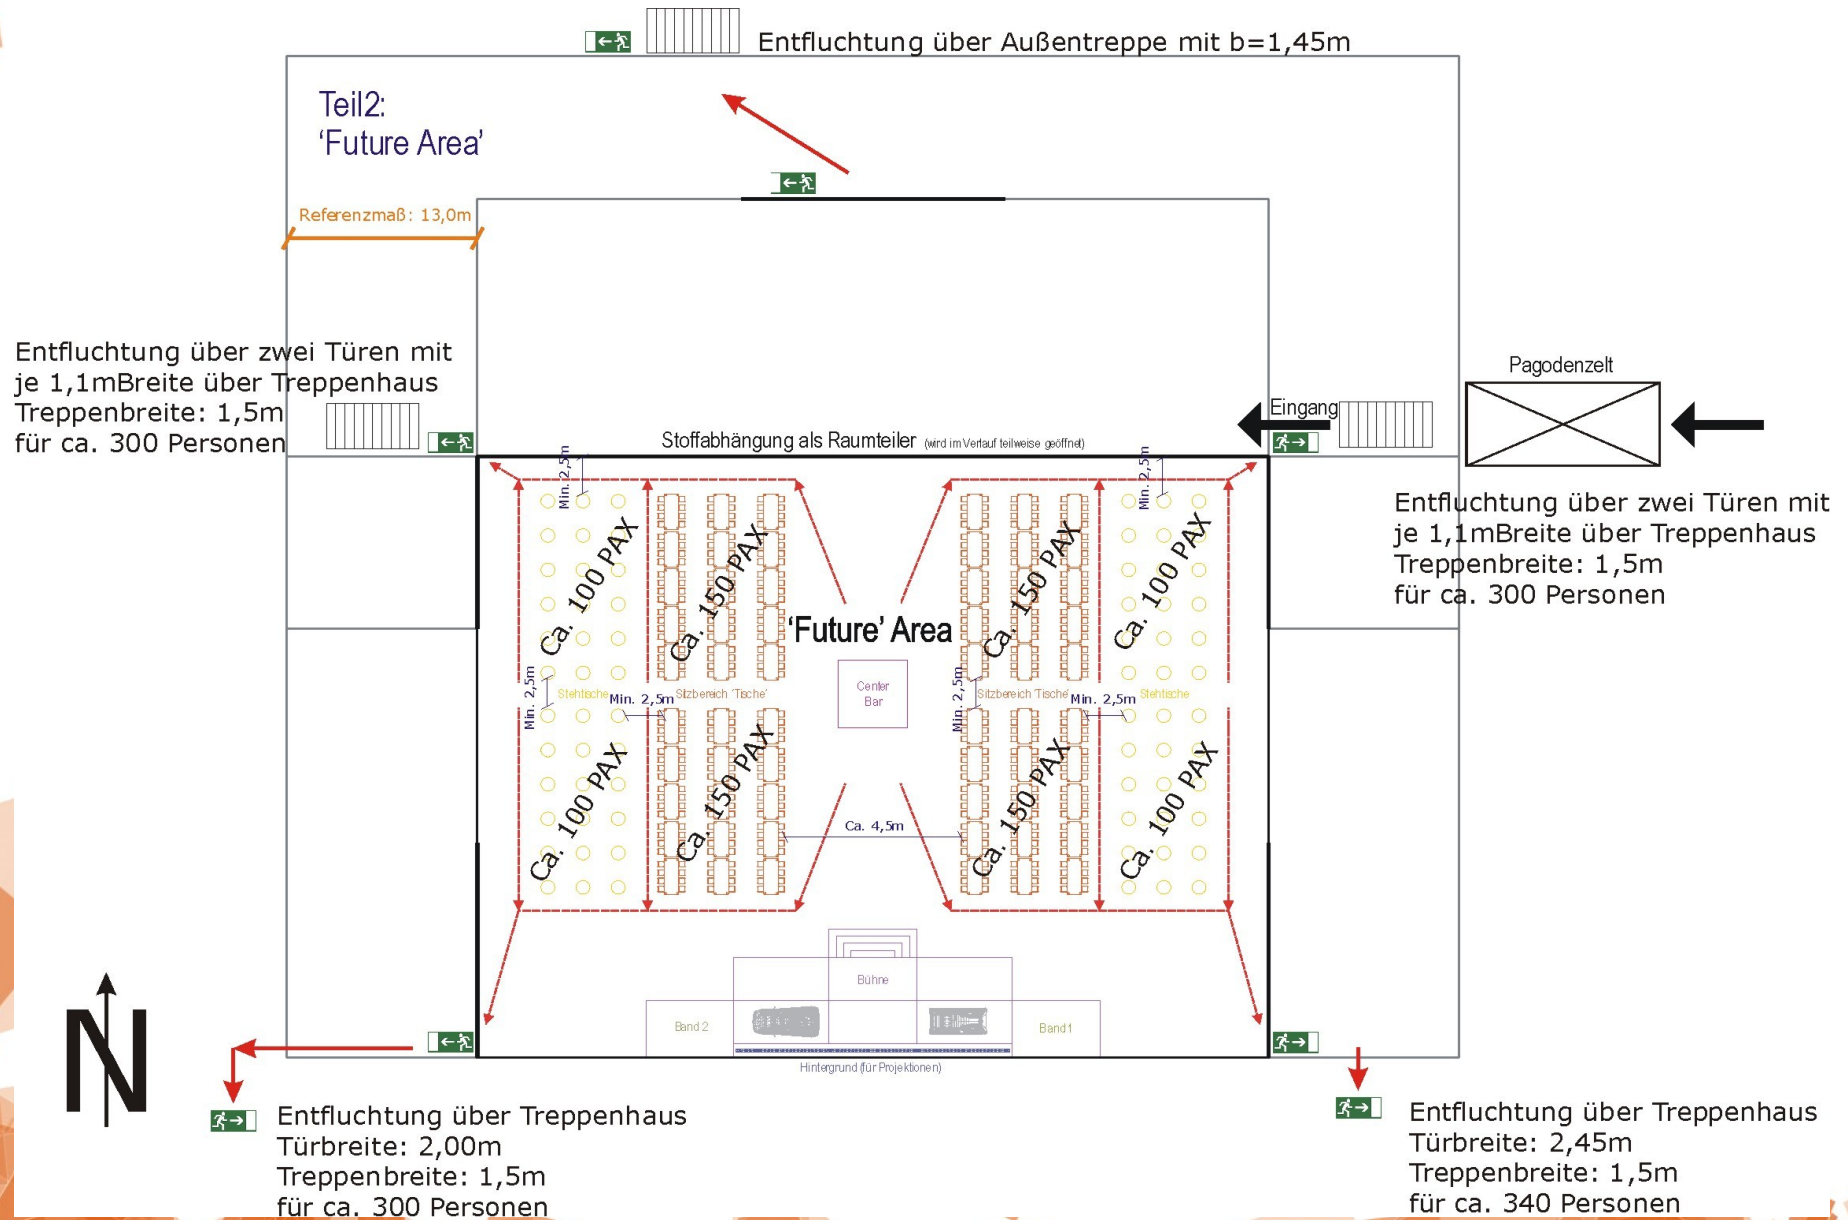 Entfluchtung über Außentreppe mit b=1,45m
Teil2:
'Future Area'
Referenzmaß: 13,0m
Entfluchtung über zwei Türen mit
je 1,1mBreite über Treppenhaus
Treppenbreite: 1,5m
für ca. 300 Personen
Pagodenzelt
Eingang
Stoffabhängung als Raumteiler (wird im Verlauf teilweise geöffnet)
Entfluchtung über zwei Türen mit
je 1,1mBreite über Treppenhaus
Treppenbreite: 1,5m
für ca. 300 Personen
Min. 2,5m
Min. 2,5m
Ca. 100 PAX
Ca. 150 PAX
Ca. 150 PAX
Ca. 100 PAX
'Future' Area
Center
Bar
Min. 2,5m
Stehtische
Min. 2,5m
Sitzbereich 'Tische'
Min. 2,5m
Sitzbereich 'Tische'
Min. 2,5m
Stehtische
Ca. 100 PAX
Ca. 150 PAX
Ca. 150 PAX
Ca. 100 PAX
Ca. 4,5m
Bühne
Band 2
Band 1
Hintergrund (für Projektionen)
N
Entfluchtung über Treppenhaus
Türbreite: 2,00m
Treppenbreite: 1,5m
für ca. 300 Personen
Entfluchtung über Treppenhaus
Türbreite: 2,45m
Treppenbreite: 1,5m
für ca. 340 Personen